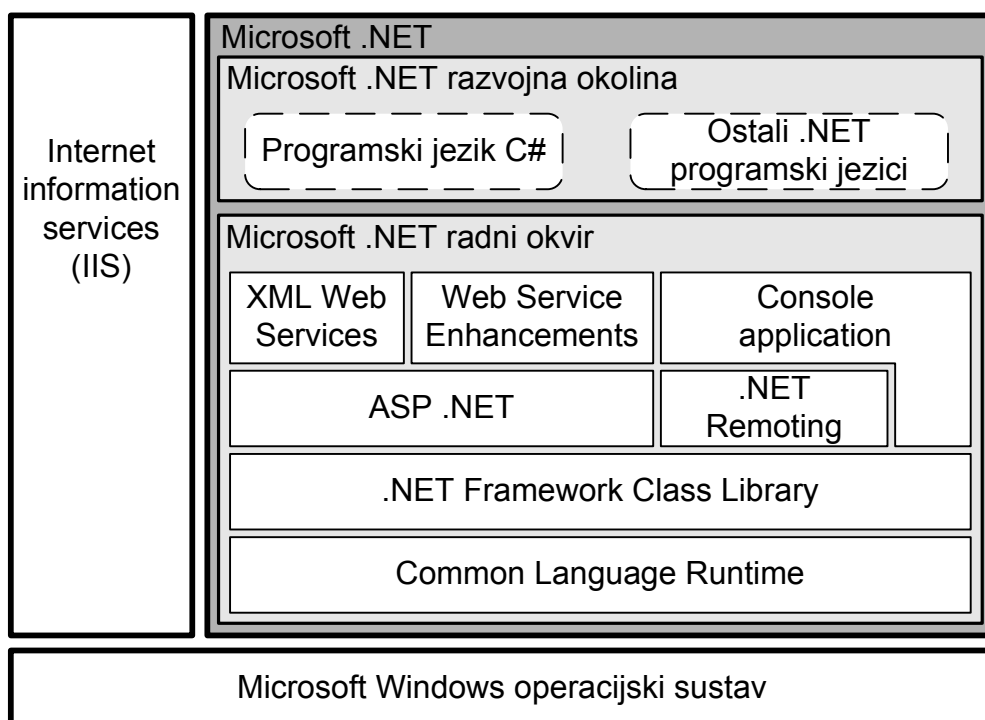 Internet
information
services
(IIS)
Microsoft .NET
Microsoft .NET razvojna okolina
Programski jezik C#
Ostali .NET
programski jezici
Microsoft .NET radni okvir
XML Web
Services
Web Service
Enhancements
Console
application
ASP .NET
.NET
Remoting
.NET Framework Class Library
Common Language Runtime
Microsoft Windows operacijski sustav